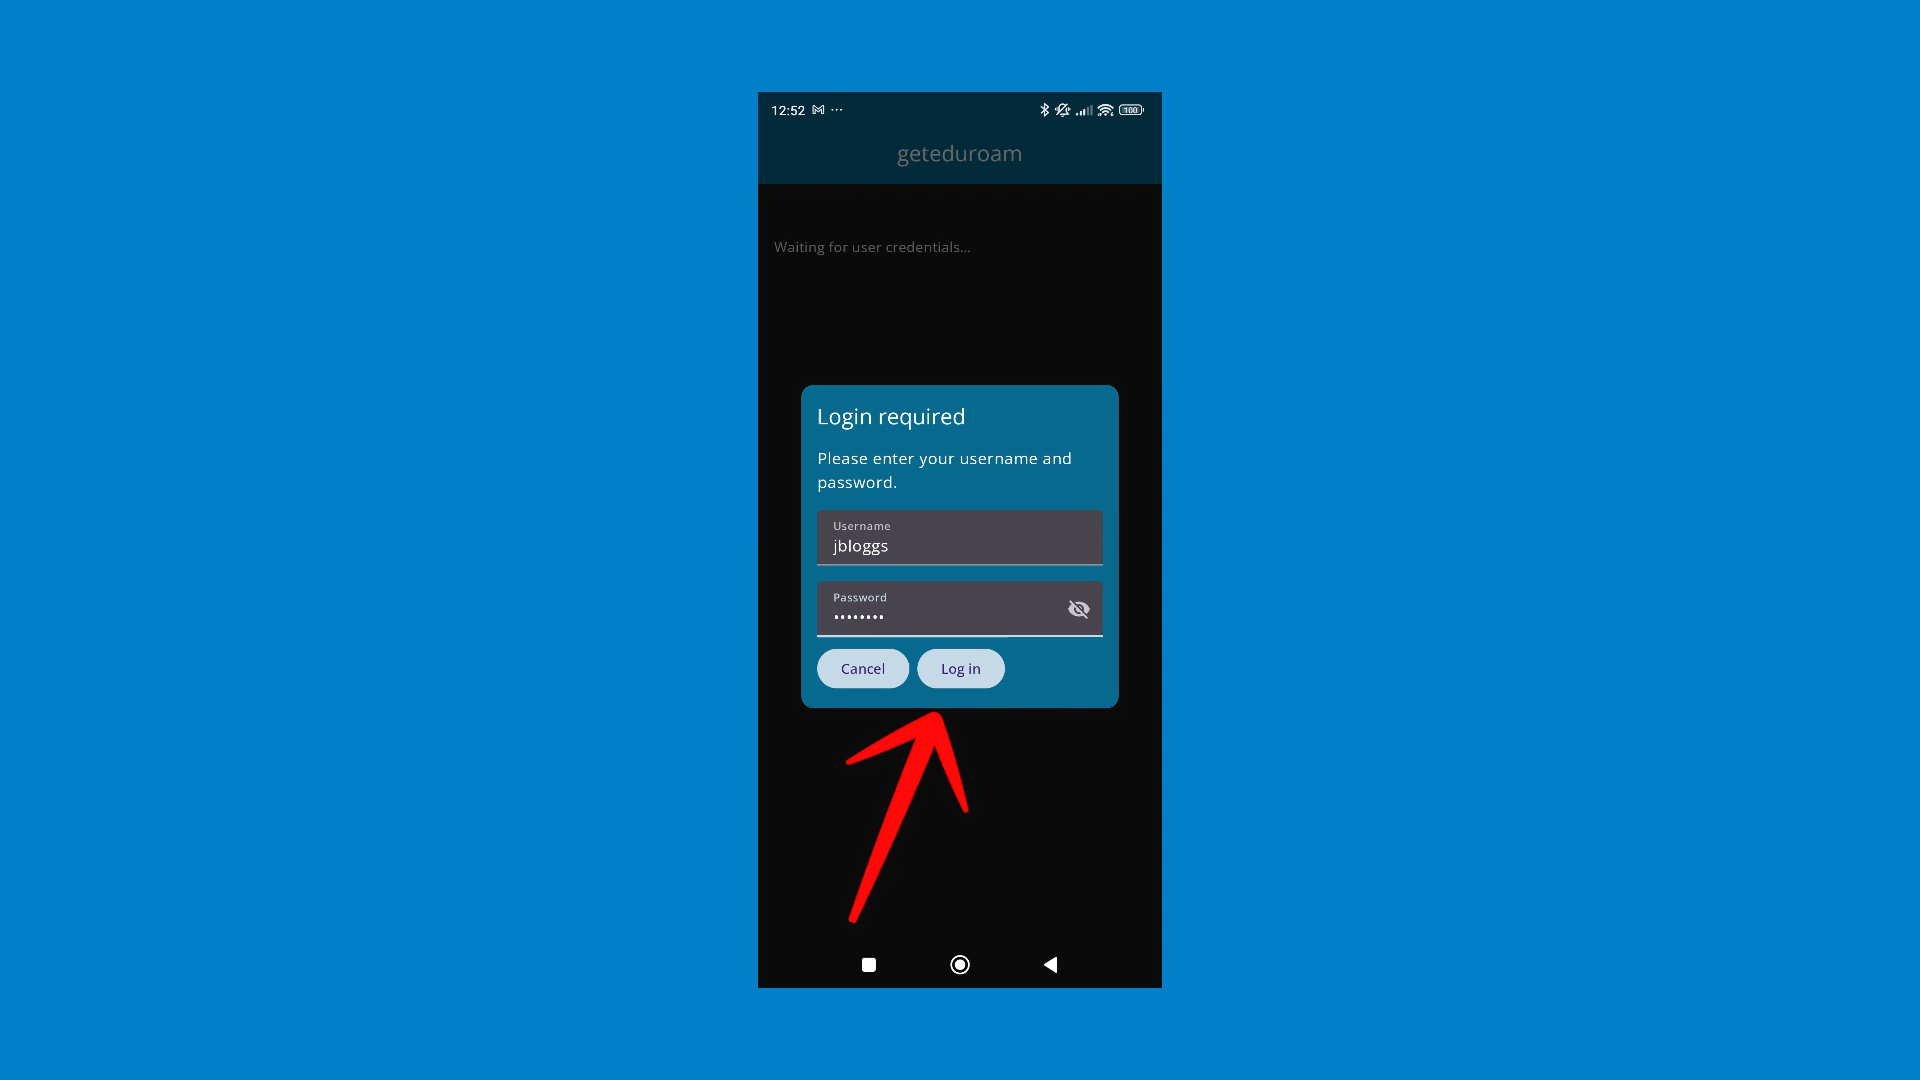 12:52
100
geteduroam
Waiting for user credentials...
Login required
Please enter your username and
password.
Username
jbloggs
Password
••••••••
Cancel
Log in